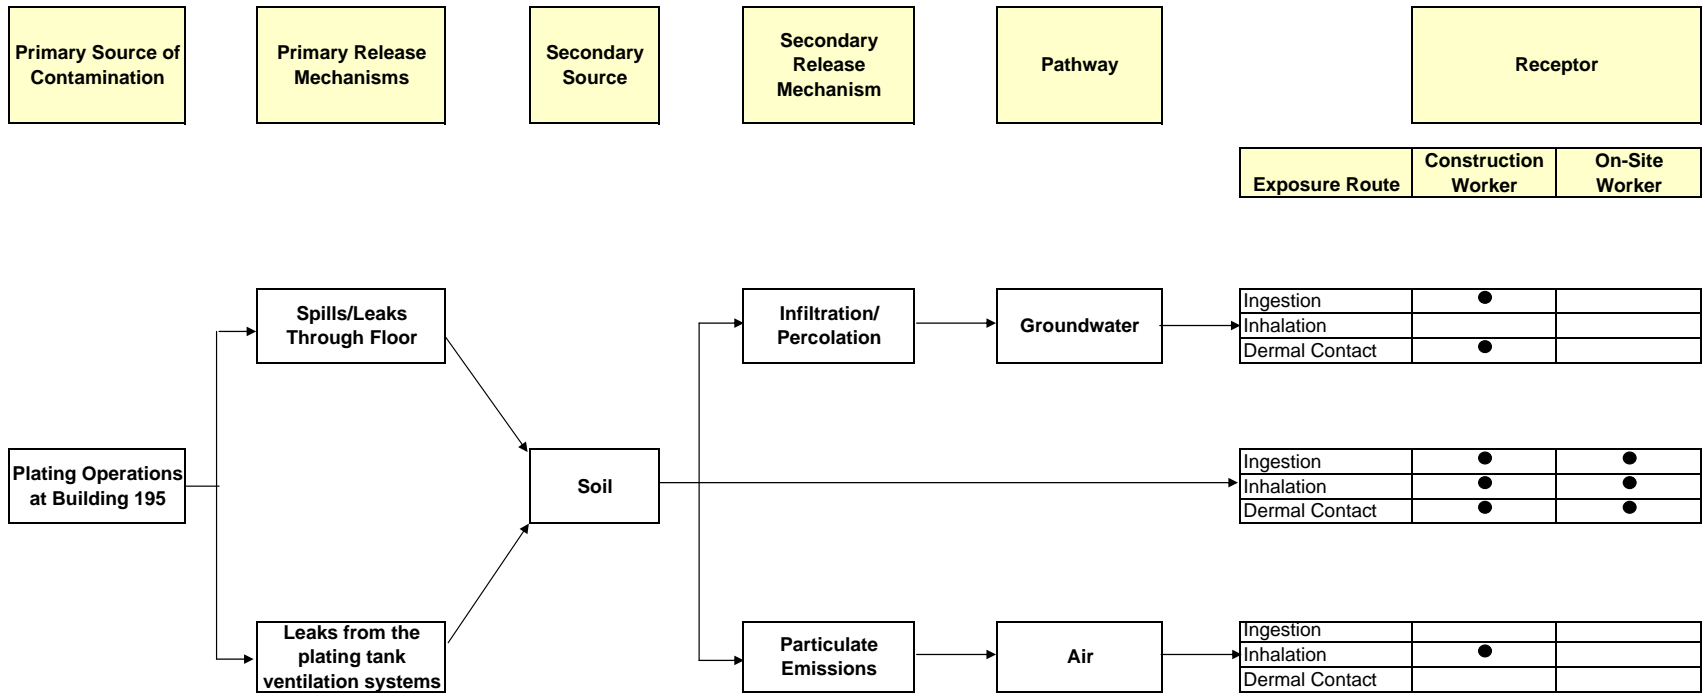 Primary Source of
Contamination
Primary Release
Mechanisms
Secondary
Source
Secondary
Release
Mechanism
Pathway
Receptor
Exposure Route
Construction
Worker
On-Site
Worker
Spills/Leaks
Through Floor
Infiltration/
Percolation
Groundwater
Ingestion
Inhalation
Dermal Contact
Plating Operations
at Building 195
Soil
Ingestion
Inhalation
Dermal Contact
Leaks from the
plating tank
ventilation systems
Particulate
Emissions
Air
Ingestion
Inhalation
Dermal Contact